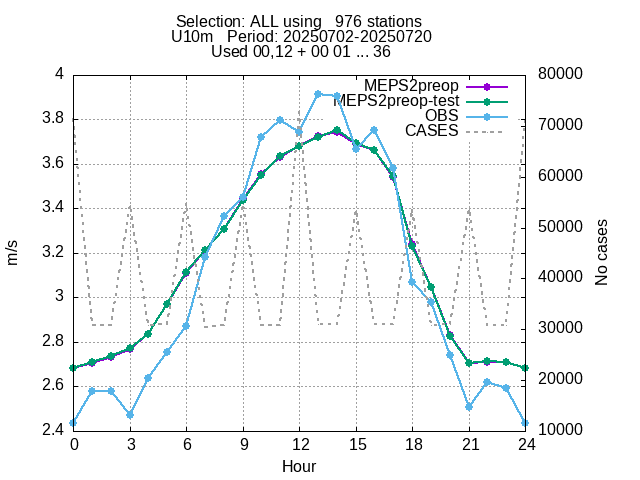 Selection: ALL using   976 stations
U10m   Period: 20250702-20250720
Used 00,12 + 00 01 ... 36
4
3.8
3.6
3.4
3.2
3
2.8
2.6
2.4
m/s
MEPS2preop
MEPS2preop-test
OBS
CASES
80000
70000
60000
50000
40000
30000
20000
10000
No cases
0 3 6 9 12 15 18 21 24
Hour